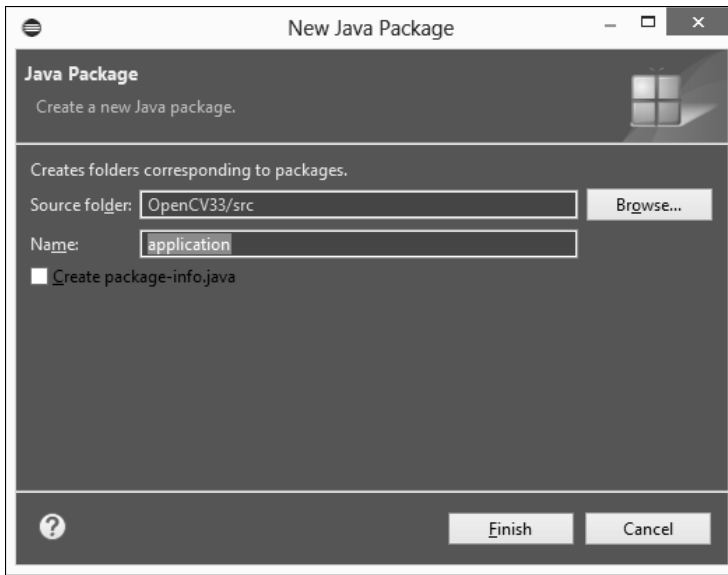 New Java Package
Java Package
Create a new Java package.
Creates folders corresponding to packages.
Source folder: OpenCV33/src Browse...
Name: application
Create package-info.java
Finish Cancel